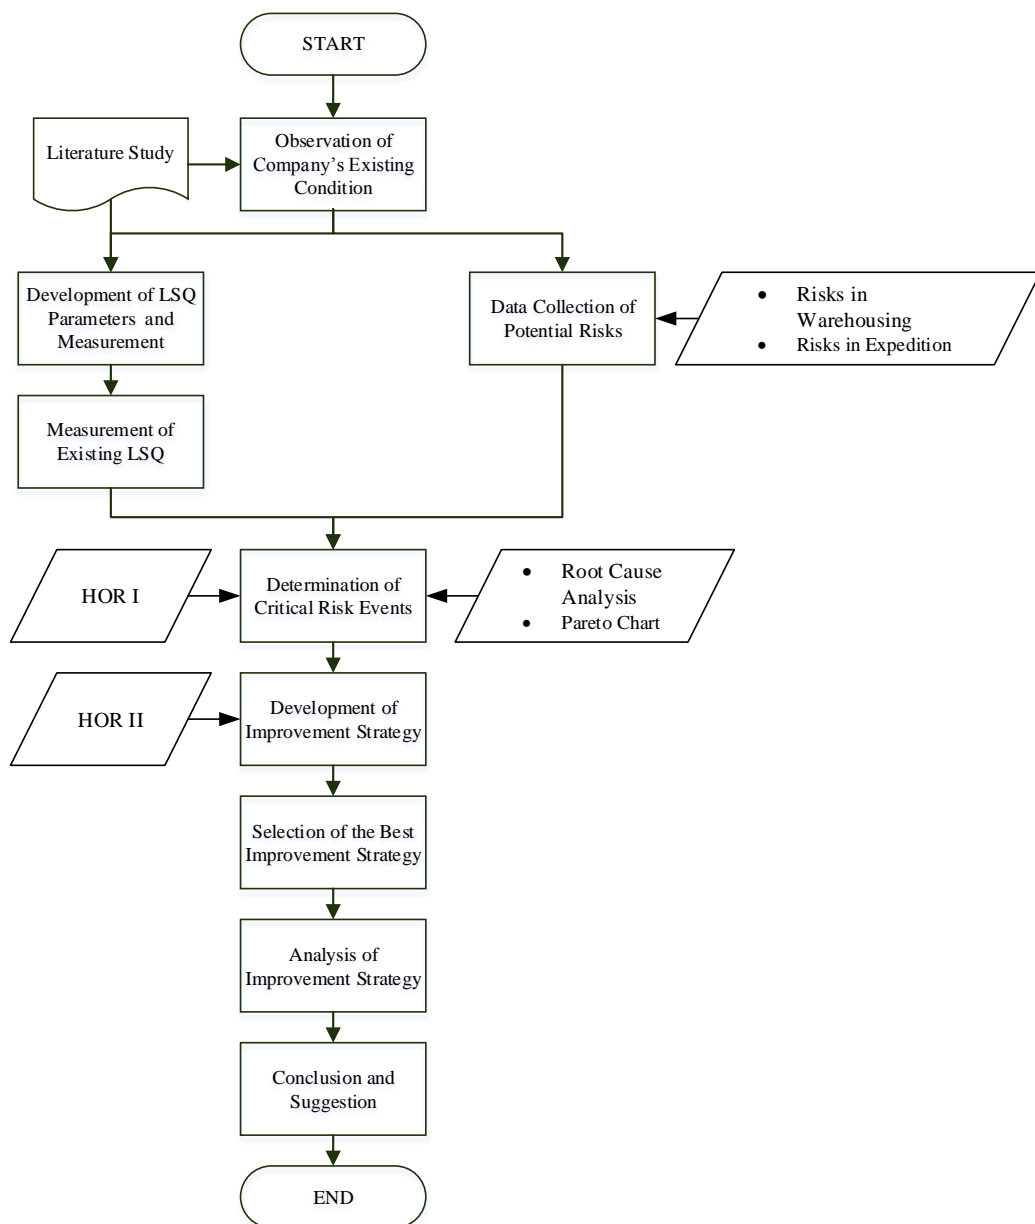 START
Literature Study
Observation of
Company’s Existing
Condition
Development of LSQ
Parameters and
Measurement
Data Collection of
Potential Risks
• Risks in
Warehousing
• Risks in Expedition
Measurement of
Existing LSQ
HOR I
Determination of
Critical Risk Events
• Root Cause
Analysis
• Pareto Chart
HOR II
Development of
Improvement Strategy
Selection of the Best
Improvement Strategy
Analysis of
Improvement Strategy
Conclusion and
Suggestion
END